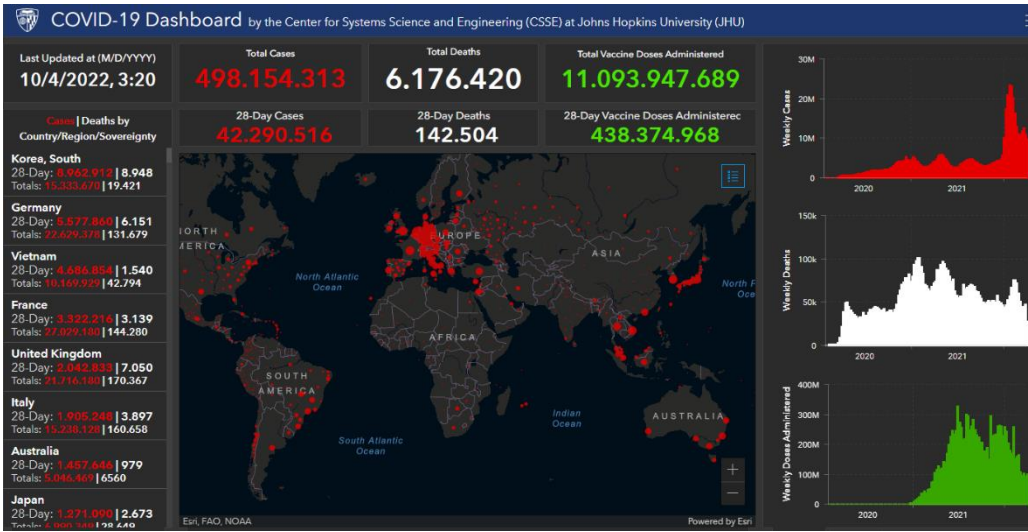 COVID-19 Dashboard by the Center for Systems Science and Engineering (CSSE) at Johns Hopkins University (JHU)
Last Updated at (M/D/YYYY)
10/4/2022, 3:20
Cases | Deaths by
Country/Region/Sovereignty
Korea, South
28-Day: 8.962.912 | 8.948
Totals: 15.333.670 | 19.421
Germany
28-Day: 5.577.860 | 6.151
Totals: 22.629.378 | 131.679
Vietnam
28-Day: 4.686.854 | 1.540
Totals: 10.169.929 | 42.794
France
28-Day: 3.322.216 | 3.139
Totals: 27.029.180 | 144.280
United Kingdom
28-Day: 2.042.833 | 7.050
Totals: 21.716.180 | 170.367
Italy
28-Day: 1.905.248 | 3.897
Totals: 15.238.128 | 160.658
Australia
28-Day: 1.457.646 | 979
Totals: 5.046.469 | 6560
Japan
28-Day: 1.271.090 | 2.673
Totals: 28.649
Total Cases
498.154.313
Total Deaths
6.176.420
Total Vaccine Doses Administered
11.093.947.689
28-Day Cases
42.290.516
28-Day Deaths
142.504
28-Day Vaccine Doses Administerec
438.374.968
ORTH
MERICA
EUROPE
ASIA
North Atlantic
Ocean
North P
Oce
AFRICA
SOUTH
AMERICA
Indian
Ocean
AUSTRALIA
South Atlantic
Ocean
+
−
Esri, FAO, NOAA
Powered by Esri
Weekly Cases
30M
20M
10M
0
2020
2021
Weekly Deaths
150k
100k
50k
0
2020
2021
Weekly Doses Administered
400M
300M
200M
100M
0
2020
2021